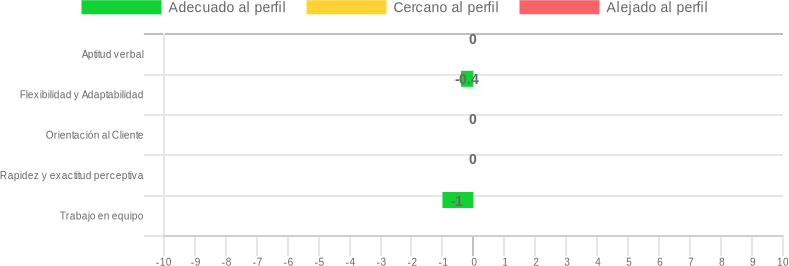 Adecuado al perfil Cercano al perfil Alejado al perfil
0
Aptitud verbal
-0.4
Flexibilidad y Adaptabilidad
0
Orientación al Cliente
0
Rapidez y exactitud perceptiva
-1
Trabajo en equipo
-10 -9 -8 -7 -6 -5 -4 -3 -2 -1 0 1 2 3 4 5 6 7 8 9 10